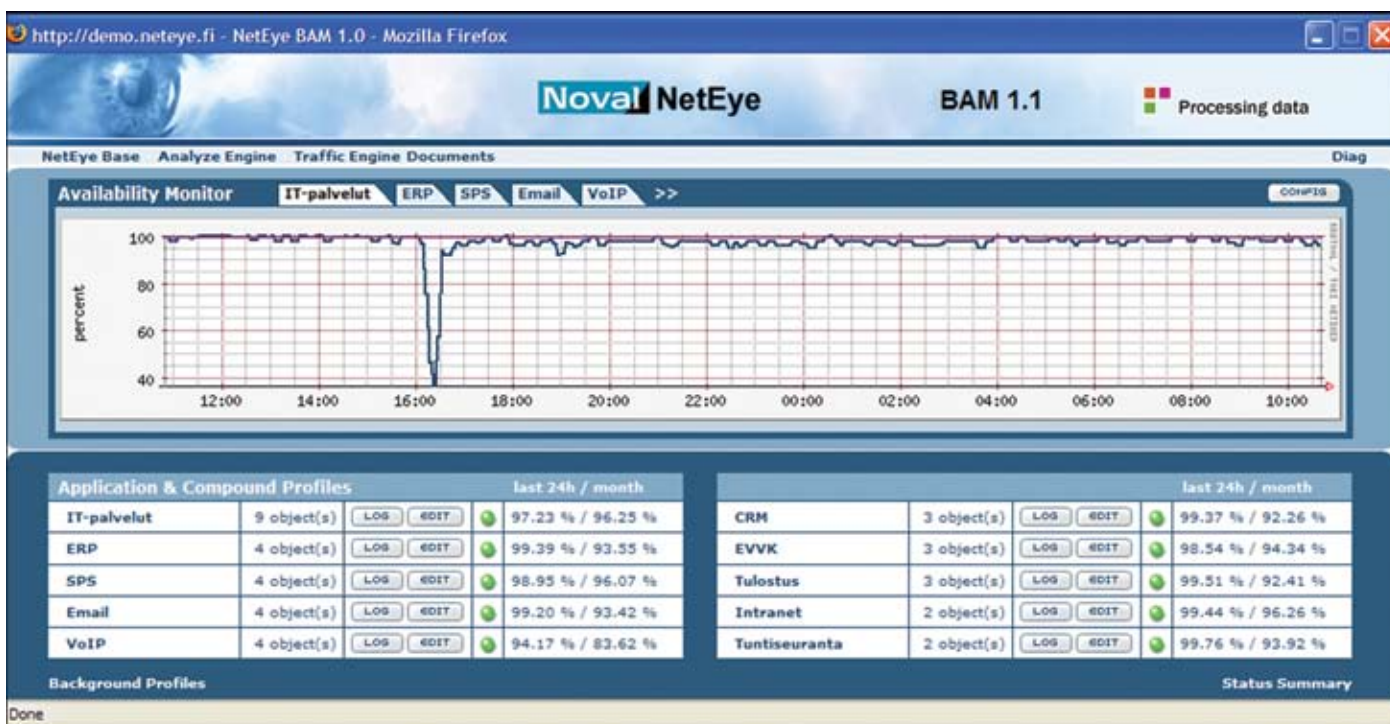 http://demo.neteye.fi - NetEye BAM 1.0 - Mozilla Firefox
Noval NetEye BAM 1.1 Processing data
NetEye Base Analyze Engine Traffic Engine Documents Diag
Availability Monitor IT-palvelut ERP SPS Email VoIP >> CONFIG
percent
100
80
60
40
12:00 14:00 16:00 18:00 20:00 22:00 00:00 02:00 04:00 06:00 08:00 10:00
Application & Compound Profiles last 24h / month
IT-palvelut 9 object(s) LOG EDIT 97.23 % / 96.25 %
ERP 4 object(s) LOG EDIT 99.39 % / 93.55 %
SPS 4 object(s) LOG EDIT 98.95 % / 96.07 %
Email 4 object(s) LOG EDIT 99.20 % / 93.42 %
VoIP 4 object(s) LOG EDIT 94.17 % / 83.62 %
last 24h / month
CRM 3 object(s) LOG EDIT 99.37 % / 92.26 %
EVVK 3 object(s) LOG EDIT 98.54 % / 94.34 %
Tulostus 3 object(s) LOG EDIT 99.51 % / 92.41 %
Intranet 2 object(s) LOG EDIT 99.44 % / 96.26 %
Tuntiseuranta 2 object(s) LOG EDIT 99.76 % / 93.92 %
Background Profiles Status Summary
Done